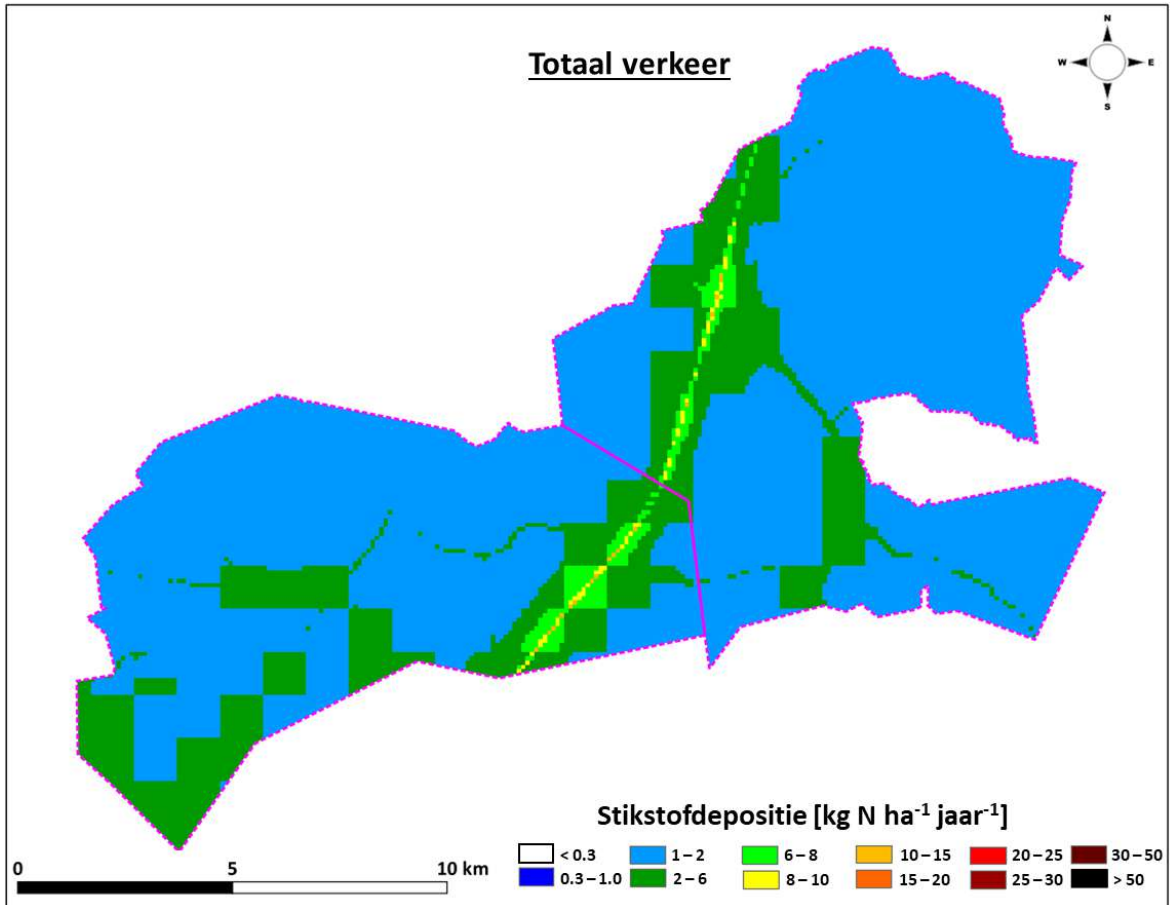 Totaal verkeer
N
W E
S
Stikstofdepositie [kg N ha⁻¹ jaar⁻¹]
< 0.3 1 – 2 6 – 8 10 – 15 20 – 25 30 – 50
0.3 – 1.0 2 – 6 8 – 10 15 – 20 25 – 30 > 50
0 5 10 km